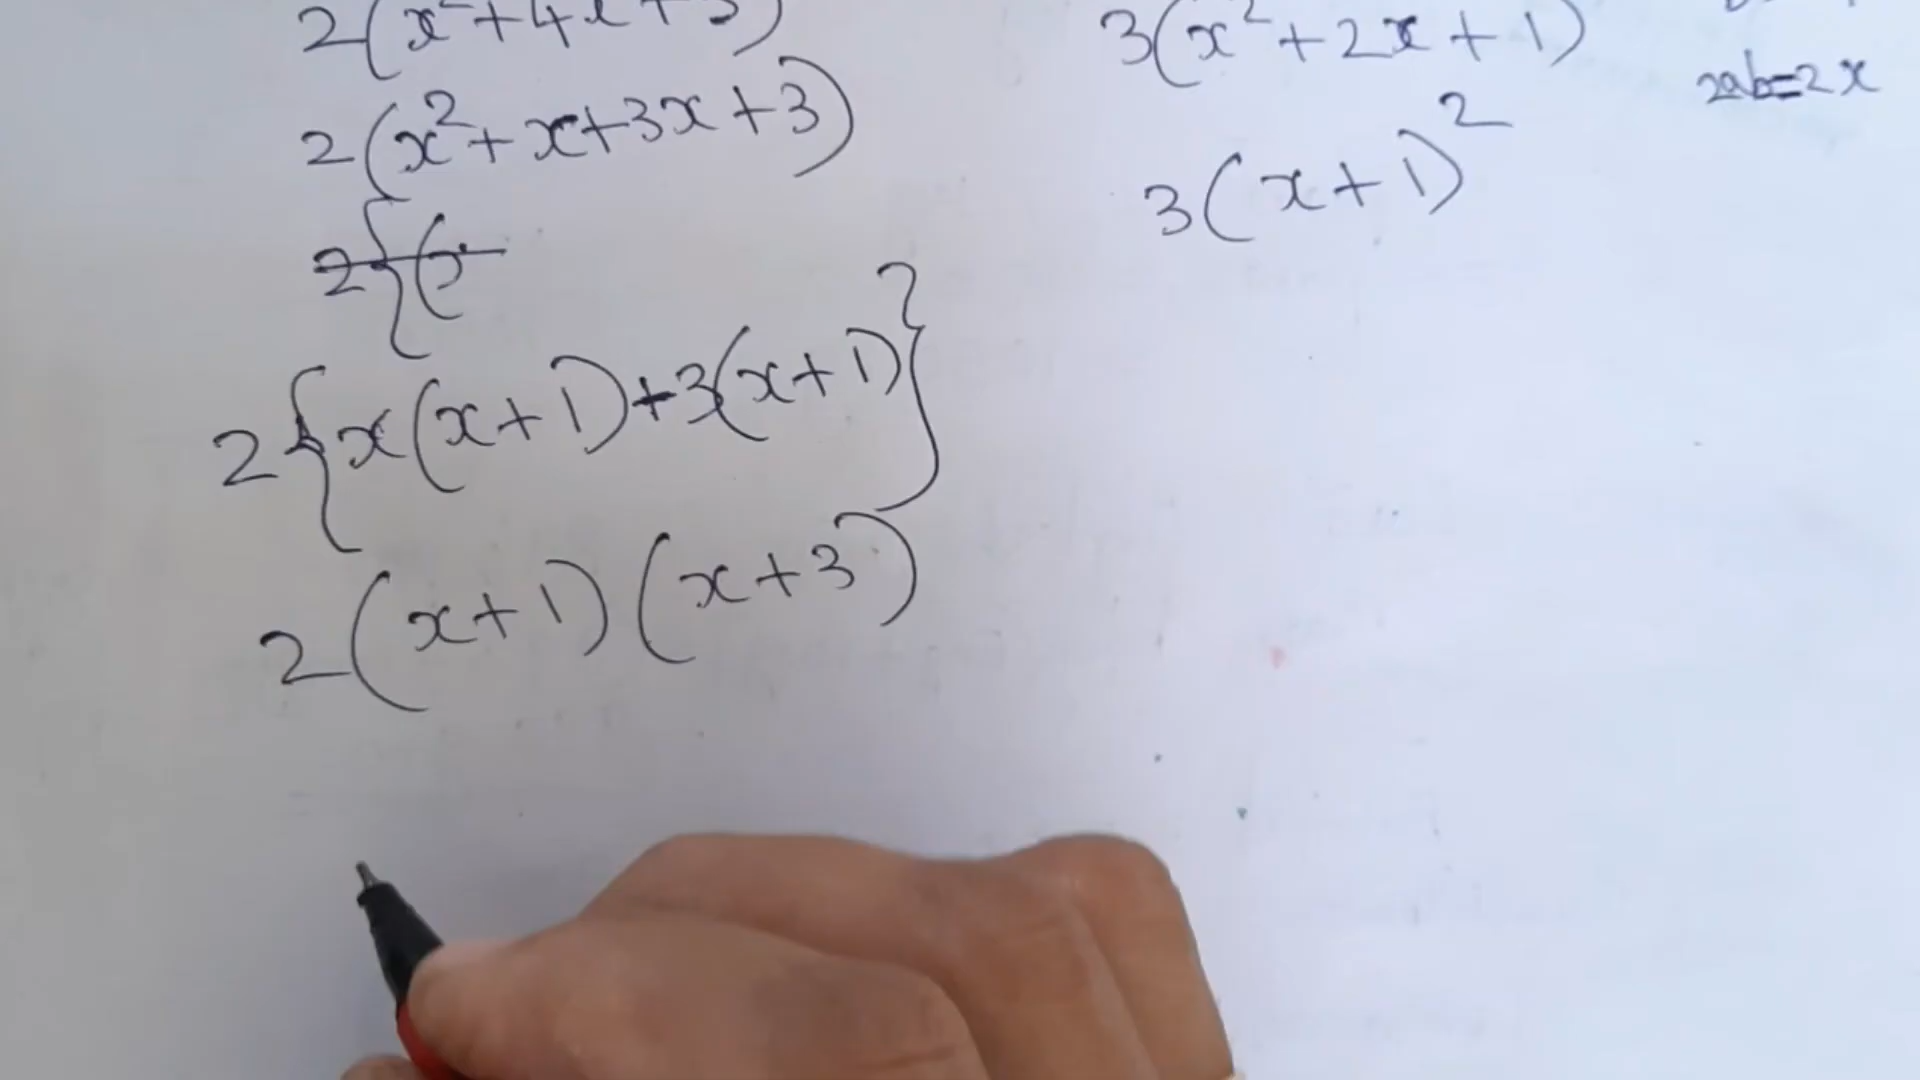 2(x²+4x+3)
2(x²+x+3x+3)
2{(x
2{x(x+1)+3(x+1)}
2(x+1)(x+3)
3(x²+2x+1)
3(x+1)²
2ab=2x